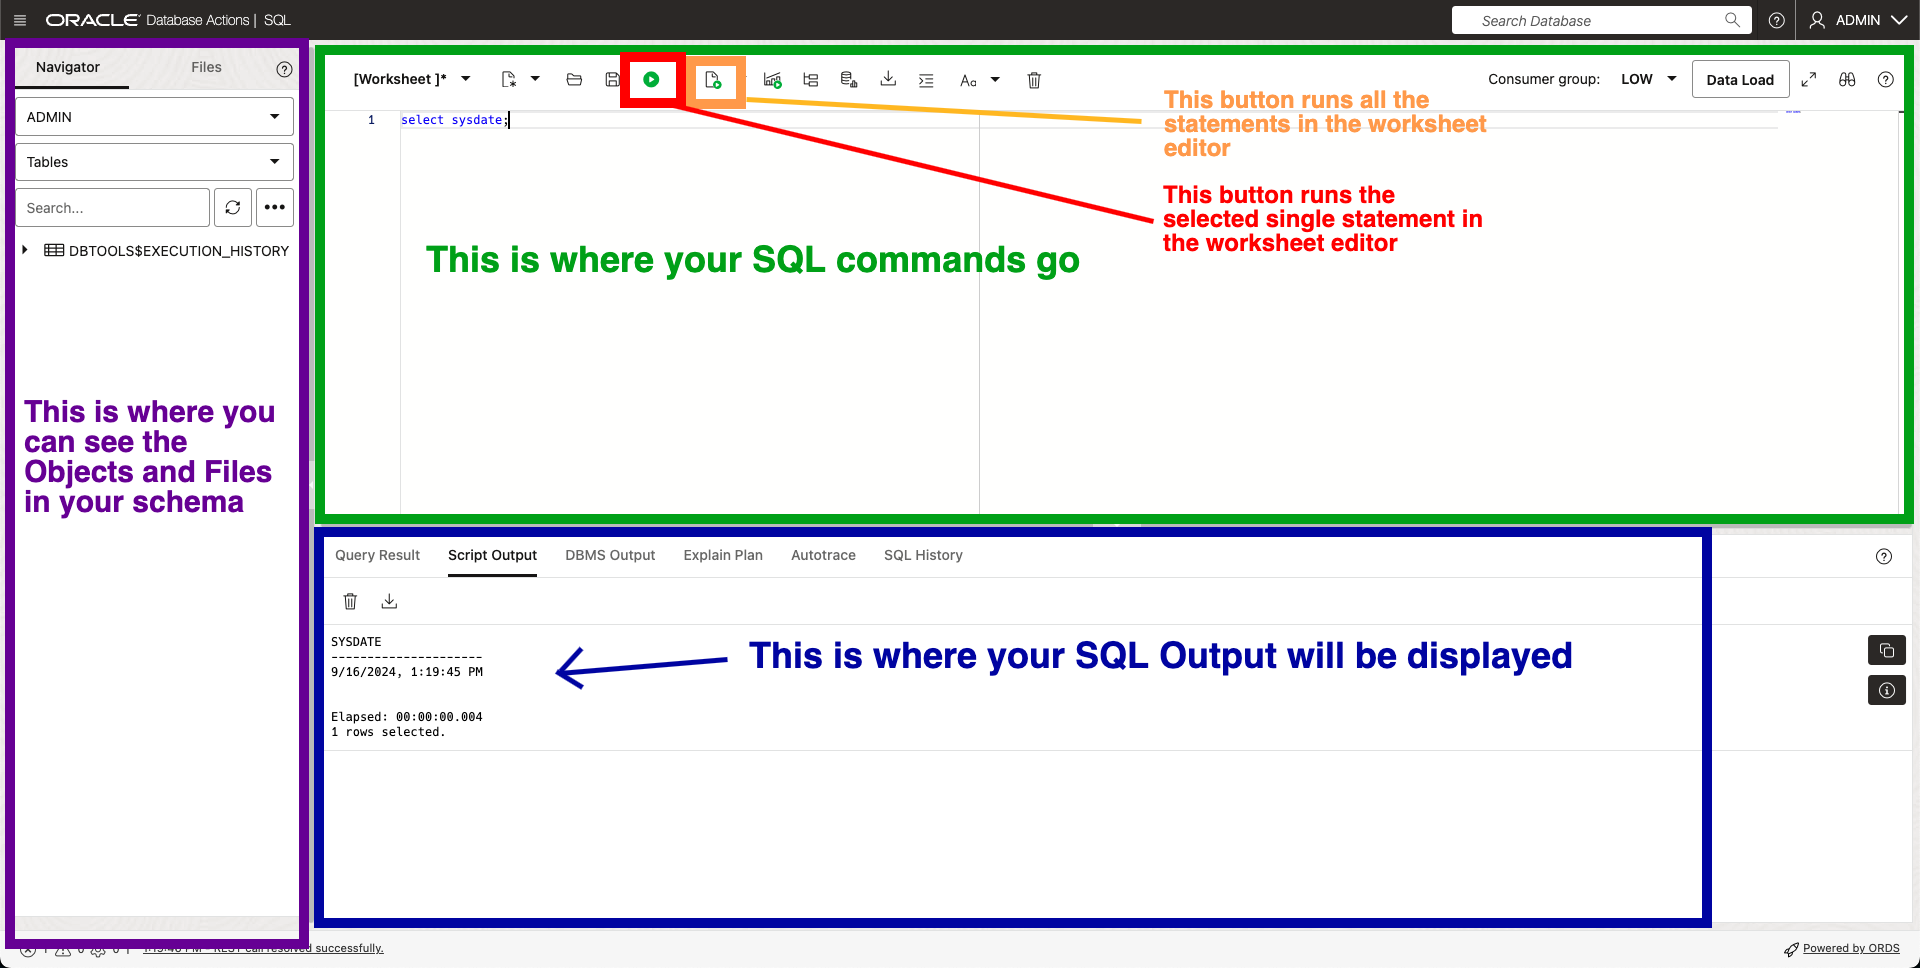 ORACLE Database Actions | SQL
Search Database
ADMIN
Navigator
Files
ADMIN
Tables
Search...
DBTOOLS$EXECUTION_HISTORY
This is where you
can see the
Objects and Files
in your schema
[Worksheet ]*
Aa
Consumer group:
LOW
Data Load
1
select sysdate;
This button runs all the
statements in the worksheet
editor
This button runs the
selected single statement in
the worksheet editor
This is where your SQL commands go
Query Result
Script Output
DBMS Output
Explain Plan
Autotrace
SQL History
SYSDATE
---------------------
9/16/2024, 1:19:45 PM
Elapsed: 00:00:00.004
1 rows selected.
This is where your SQL Output will be displayed
successfully.
Powered by ORDS